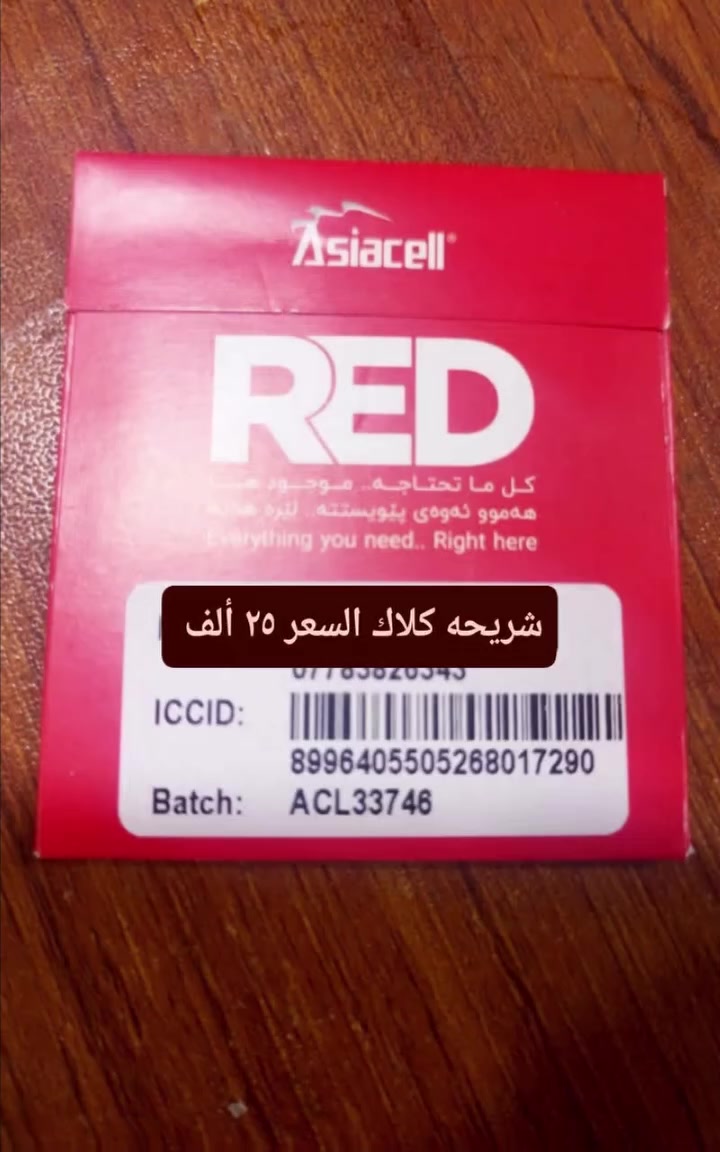 Asiacell®
RED
كل ما تحتاجه.. موجود هنا
هەموو ئەوەی پێویستتە.. لێرە هەیە
Everything you need.. Right here
شريحه كلاك السعر ٢٥ ألف
07783826343
ICCID:
8996405505268017290
Batch: ACL33746